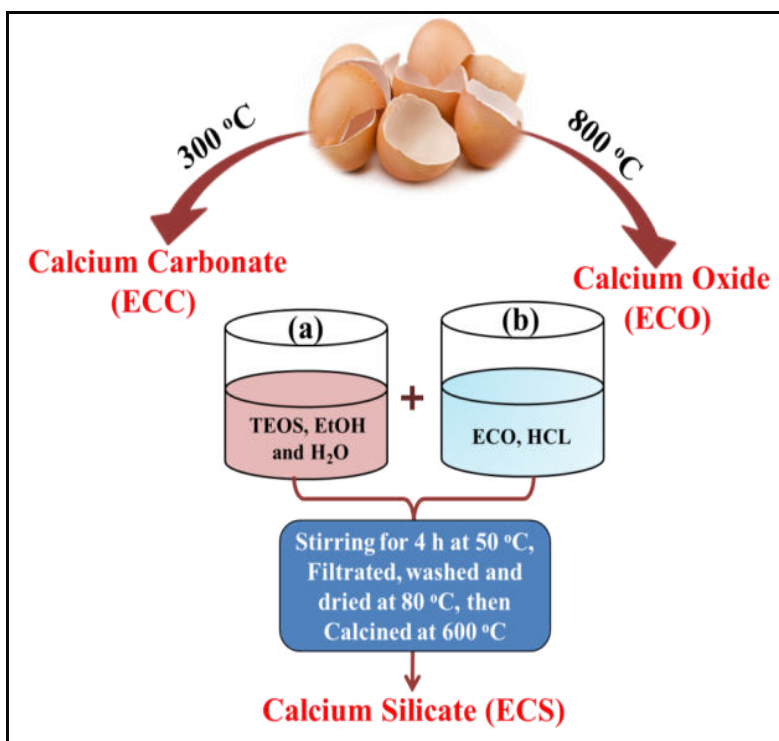 300 °C
800 °C
Calcium Carbonate
(ECC)
Calcium Oxide
(ECO)
(a)
(b)
TEOS, EtOH
and H₂O
+
ECO, HCL
Stirring for 4 h at 50 °C,
Filtrated, washed and
dried at 80 °C, then
Calcined at 600 °C
Calcium Silicate (ECS)